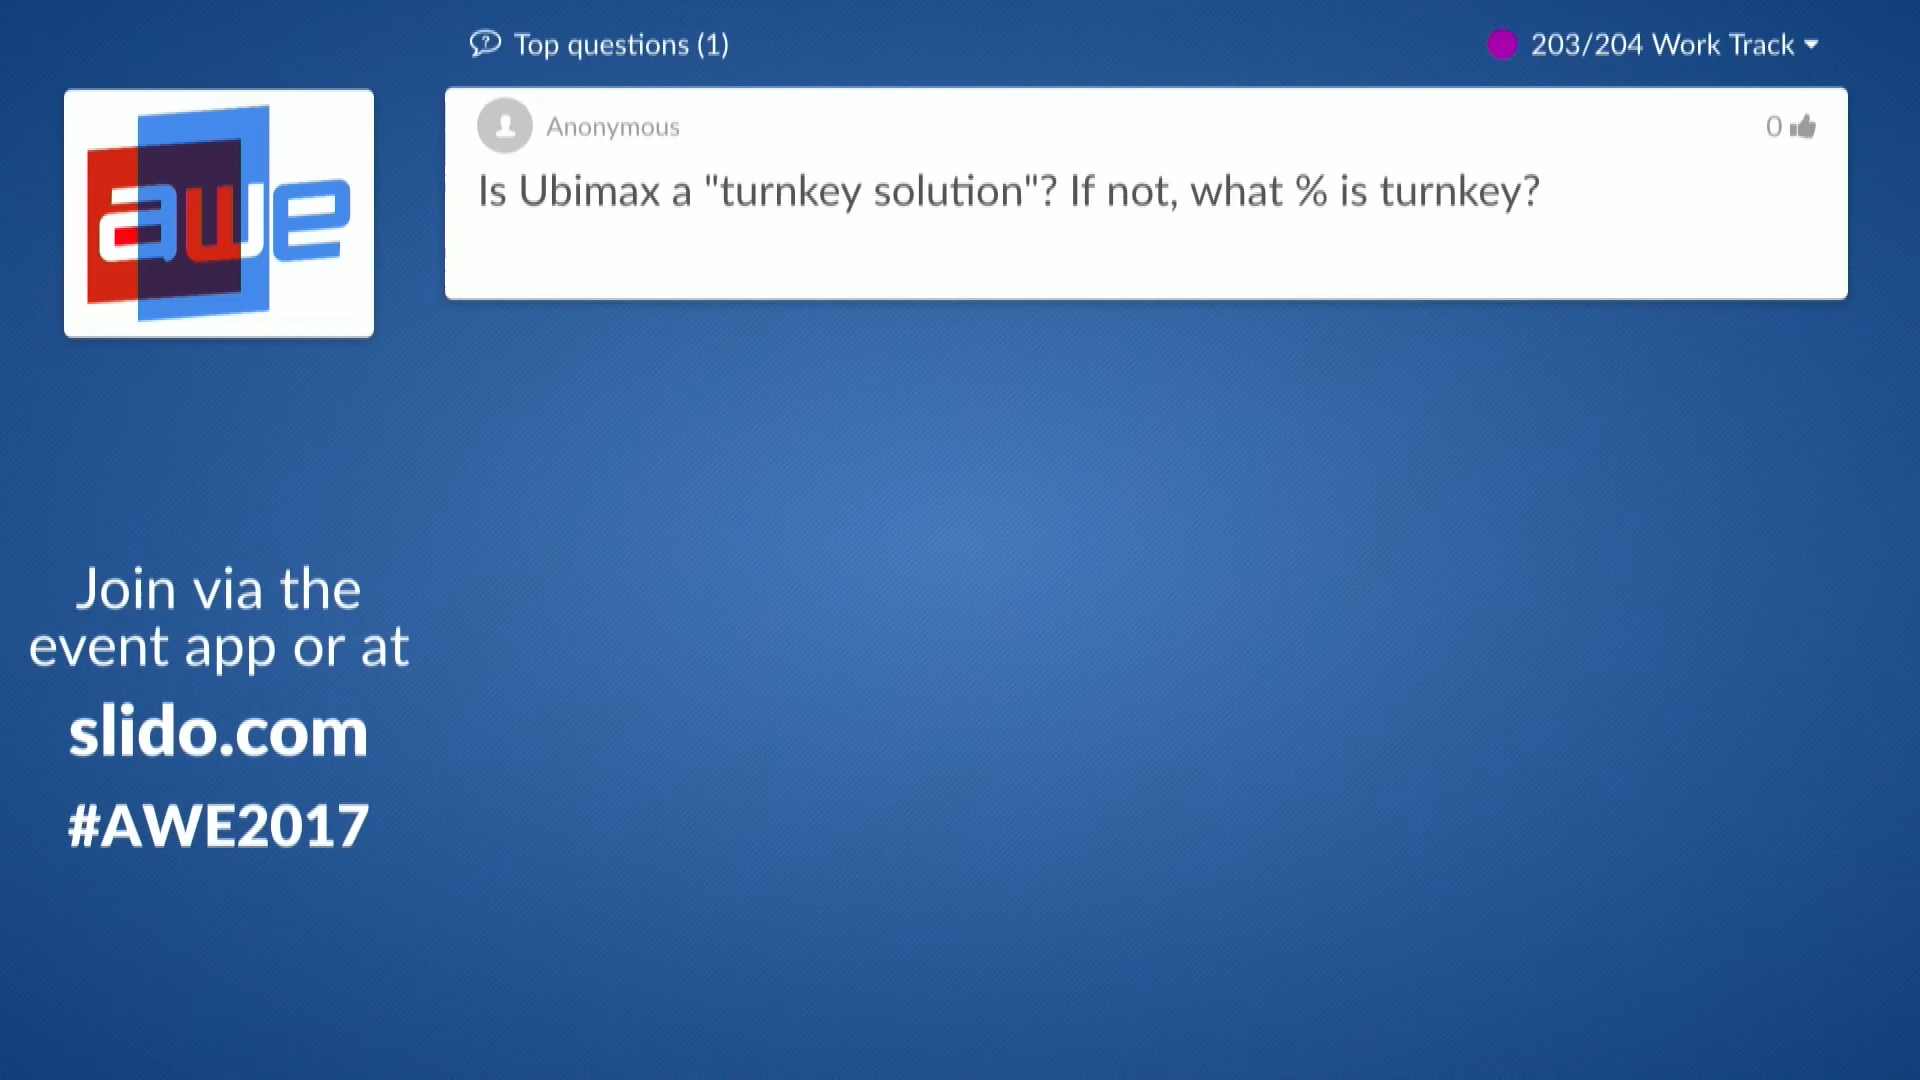 Top questions (1)
203/204 Work Track
awe
Anonymous
0
Is Ubimax a "turnkey solution"? If not, what % is turnkey?
Join via the
event app or at
slido.com
#AWE2017